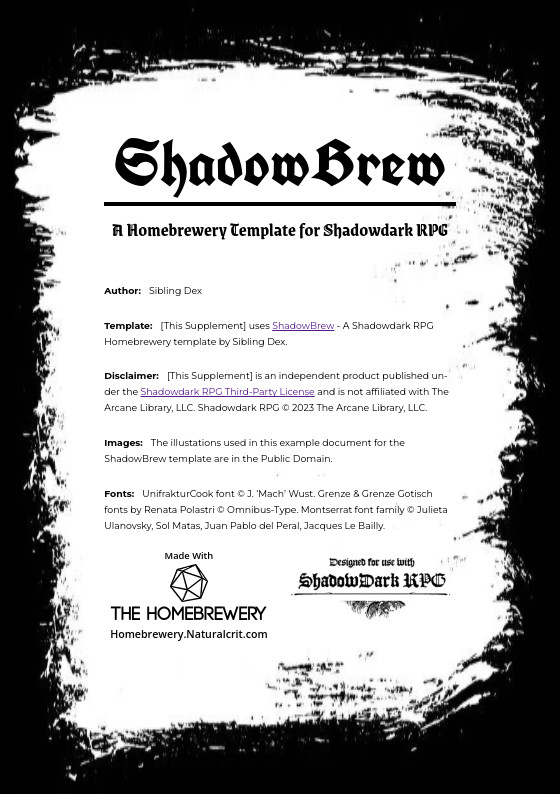 ShadowBrew
A Homebrewery Template for Shadowdark RPG
Author: Sibling Dex
Template: [This Supplement] uses ShadowBrew - A Shadowdark RPG
Homebrewery template by Sibling Dex.
Disclaimer: [This Supplement] is an independent product published un-
der the Shadowdark RPG Third-Party License and is not affiliated with The
Arcane Library, LLC. Shadowdark RPG © 2023 The Arcane Library, LLC.
Images: The illustations used in this example document for the
ShadowBrew template are in the Public Domain.
Fonts: UnifrakturCook font © J. 'Mach' Wust. Grenze & Grenze Gotisch
fonts by Renata Polastri © Omnibus-Type. Montserrat font family © Julieta
Ulanovsky, Sol Matas, Juan Pablo del Peral, Jacques Le Bailly.
Made With
THE HOMEBREWERY
Homebrewery.Naturalcrit.com
Designed for use with
ShadowDark RPG